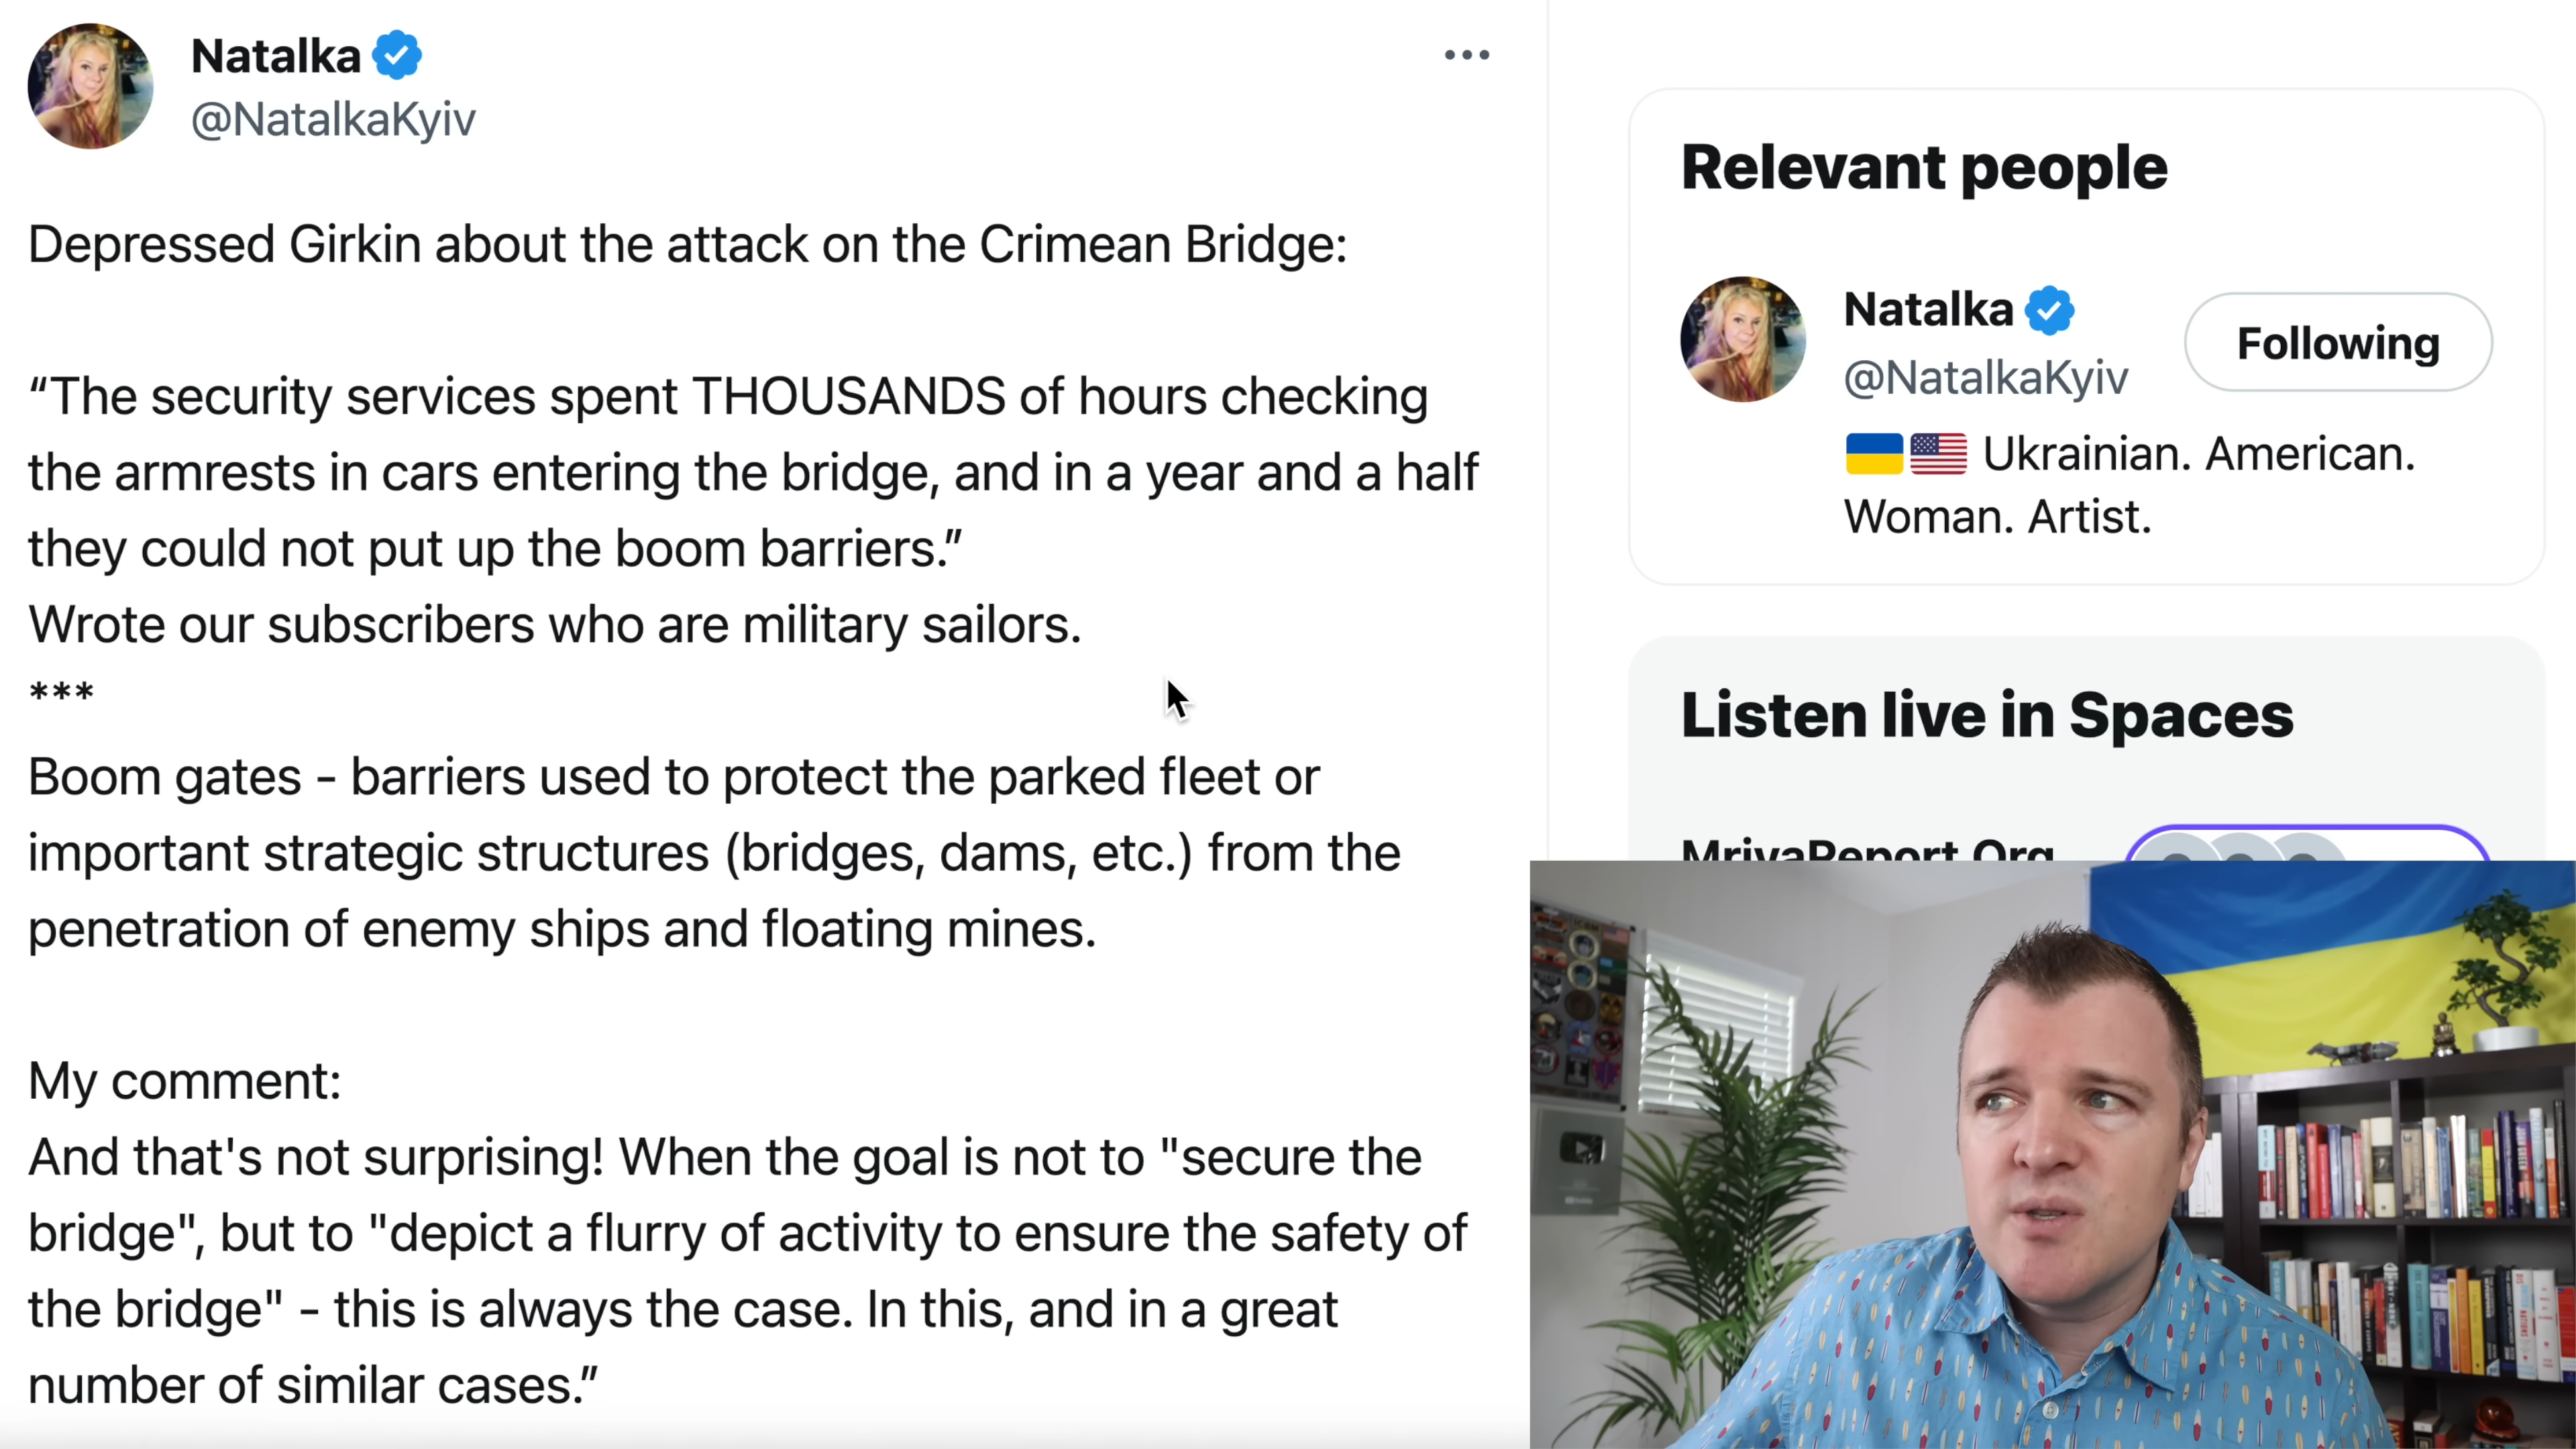 Natalka
@NatalkaKyiv
Depressed Girkin about the attack on the Crimean Bridge:
“The security services spent THOUSANDS of hours checking
the armrests in cars entering the bridge, and in a year and a half
they could not put up the boom barriers.”
Wrote our subscribers who are military sailors.
***
Boom gates - barriers used to protect the parked fleet or
important strategic structures (bridges, dams, etc.) from the
penetration of enemy ships and floating mines.
My comment:
And that's not surprising! When the goal is not to "secure the
bridge", but to "depict a flurry of activity to ensure the safety of
the bridge" - this is always the case. In this, and in a great
number of similar cases.”
Relevant people
Natalka
@NatalkaKyiv
Following
Ukrainian. American.
Woman. Artist.
Listen live in Spaces
MriyaReport.Org